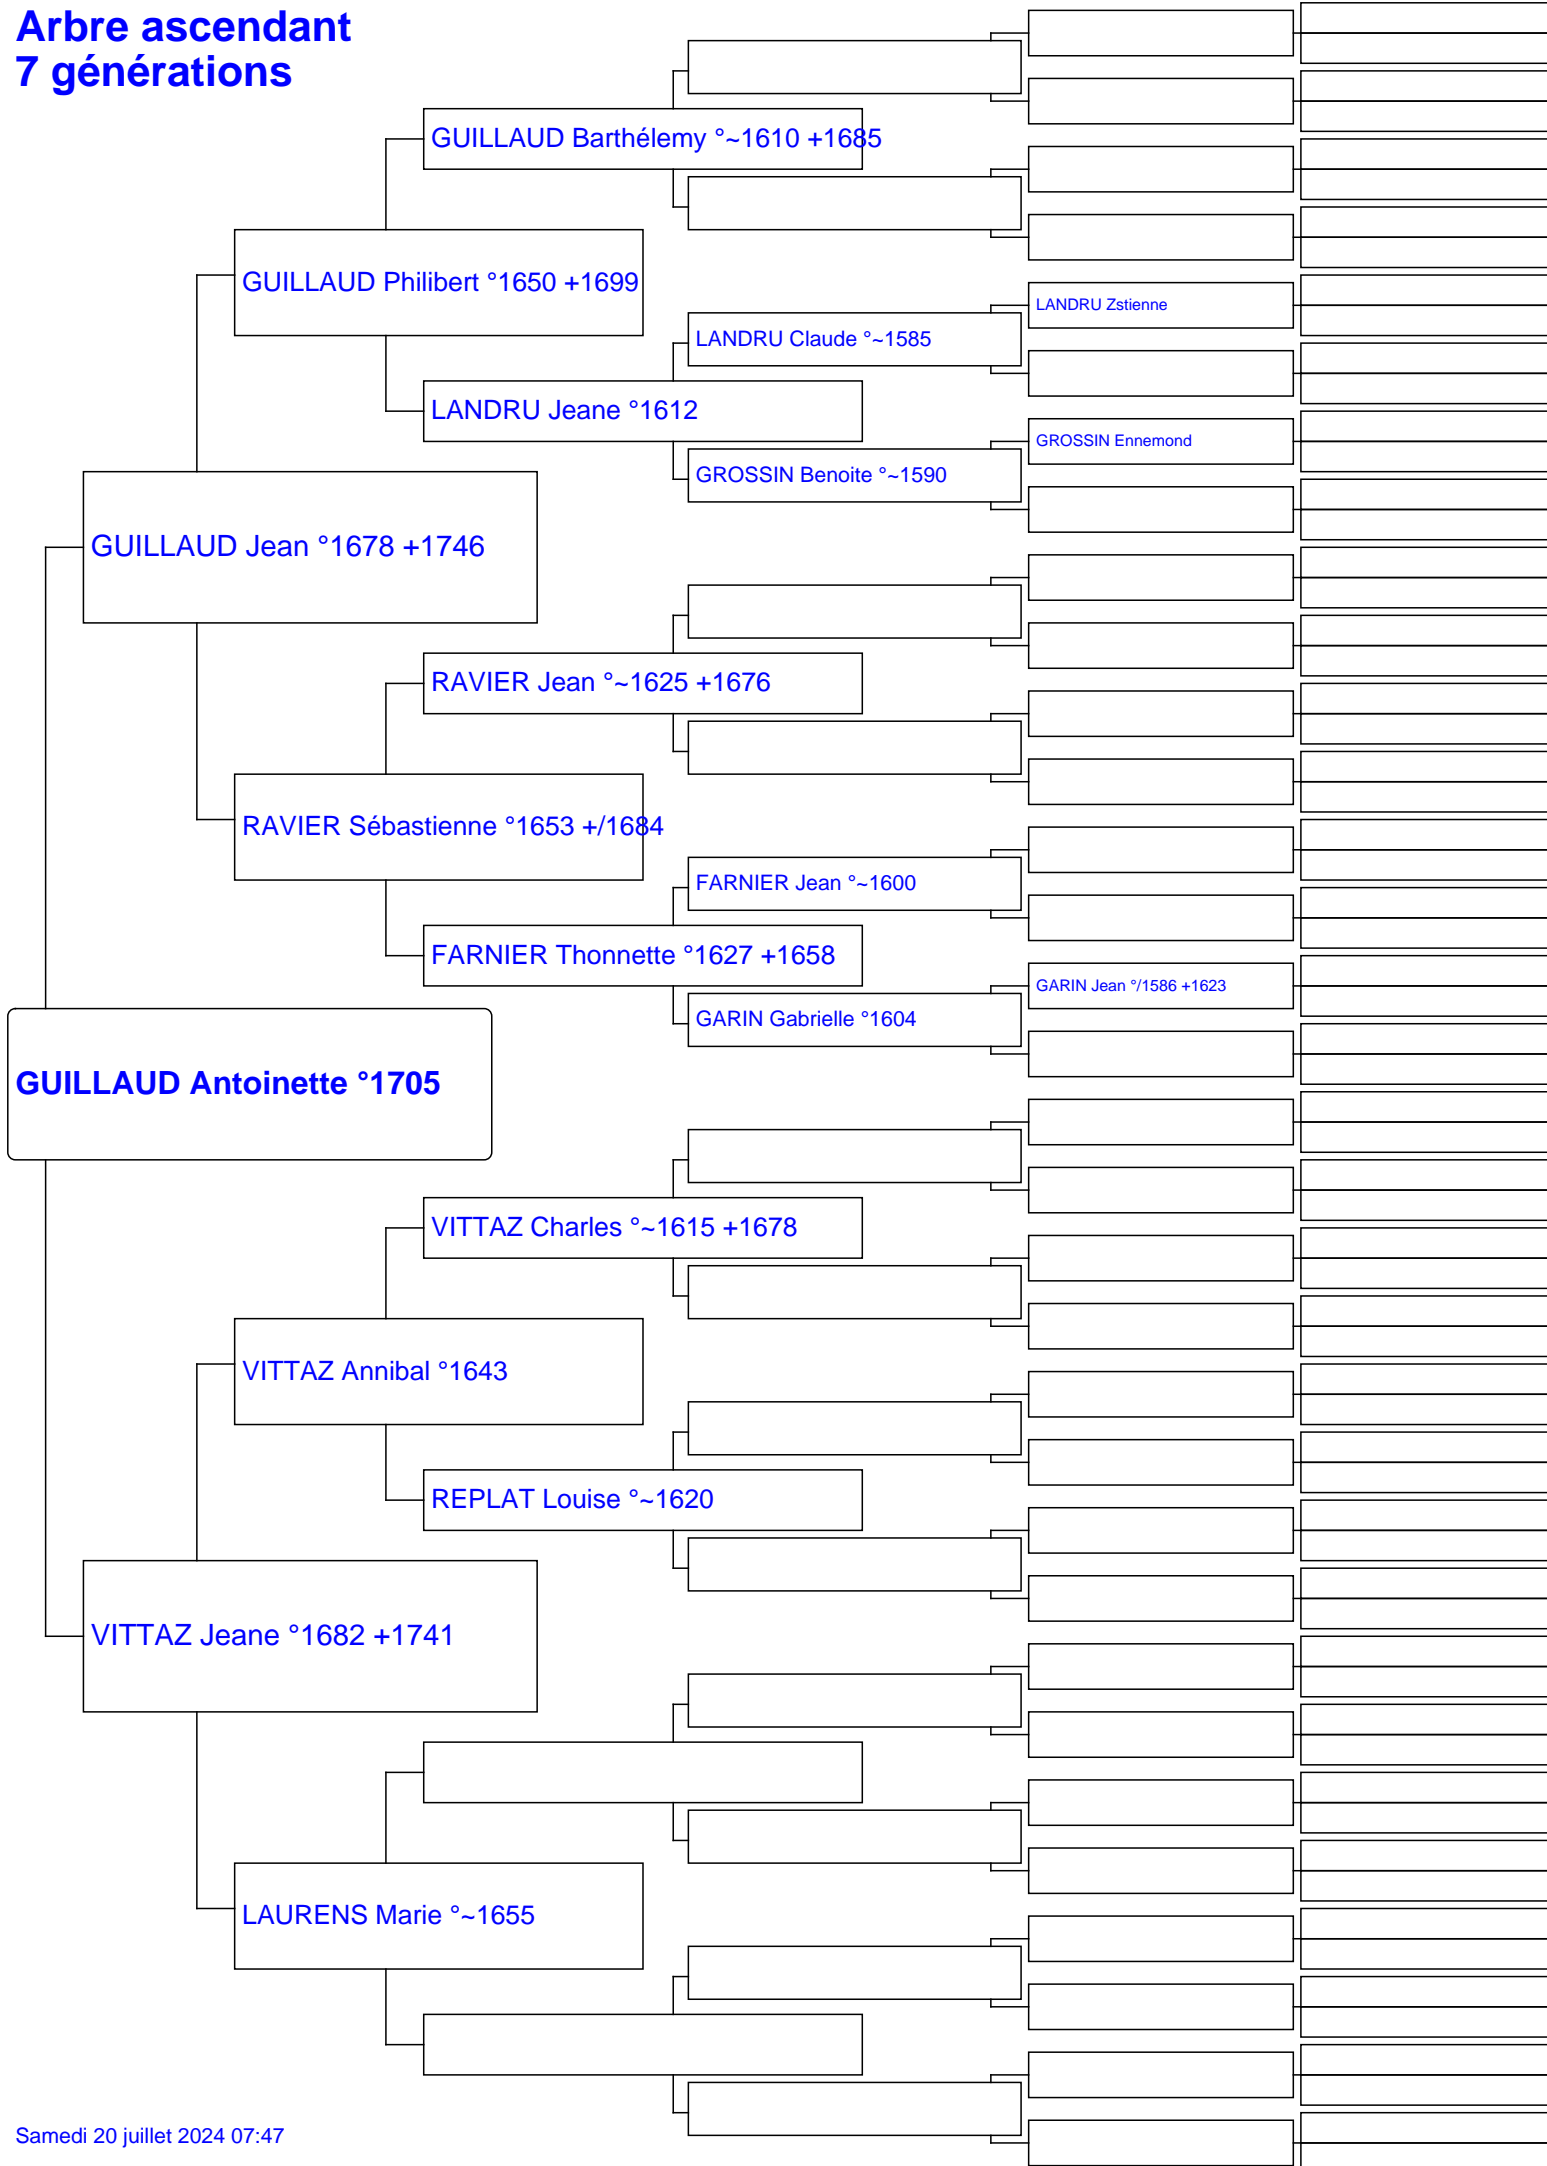 Arbre ascendant
7 générations
GUILLAUD Barthélemy °~1610 +1685
GUILLAUD Philibert °1650 +1699
LANDRU Zstienne
LANDRU Claude °~1585
LANDRU Jeane °1612
GROSSIN Ennemond
GROSSIN Benoite °~1590
GUILLAUD Jean °1678 +1746
RAVIER Jean °~1625 +1676
RAVIER Sébastienne °1653 +/1684
FARNIER Jean °~1600
FARNIER Thonnette °1627 +1658
GARIN Jean °/1586 +1623
GARIN Gabrielle °1604
GUILLAUD Antoinette °1705
VITTAZ Charles °~1615 +1678
VITTAZ Annibal °1643
REPLAT Louise °~1620
VITTAZ Jeane °1682 +1741
LAURENS Marie °~1655
Samedi 20 juillet 2024 07:47